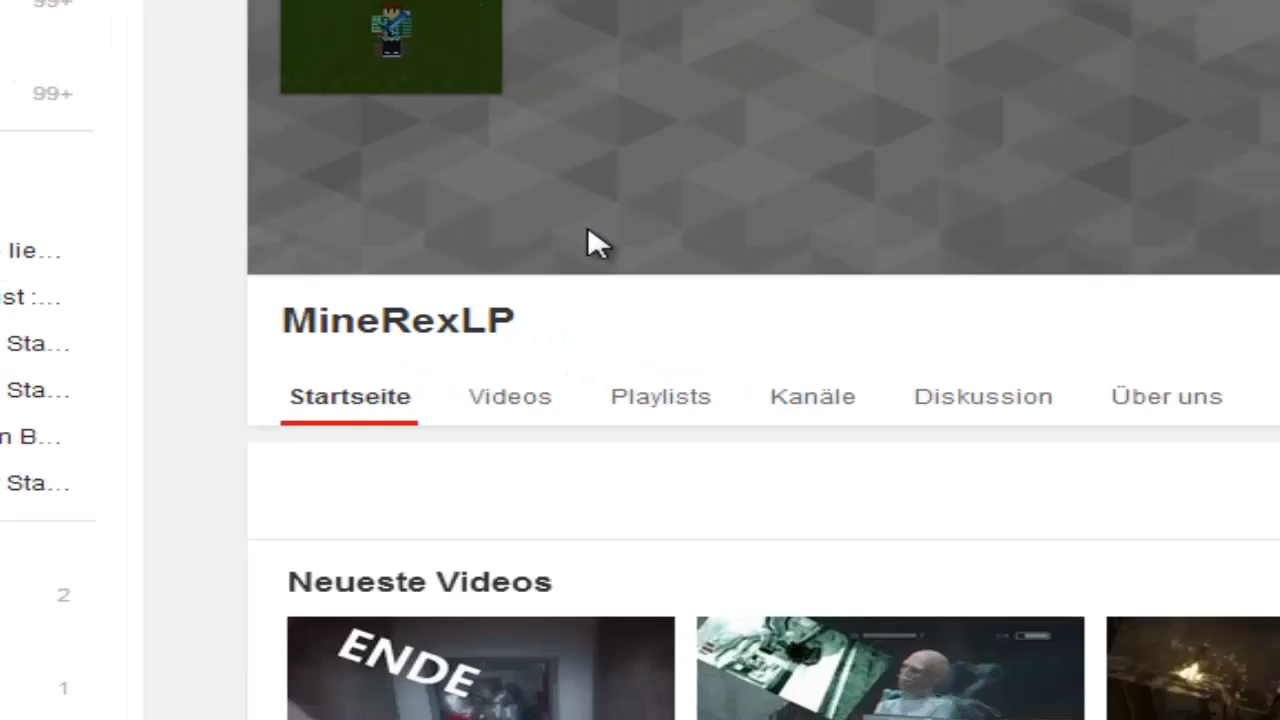 99+
99+
lie...
st :...
Sta...
Sta...
n B...
Sta...
2
1
MineRexLP
Startseite Videos Playlists Kanäle Diskussion Über uns
Neueste Videos
ENDE